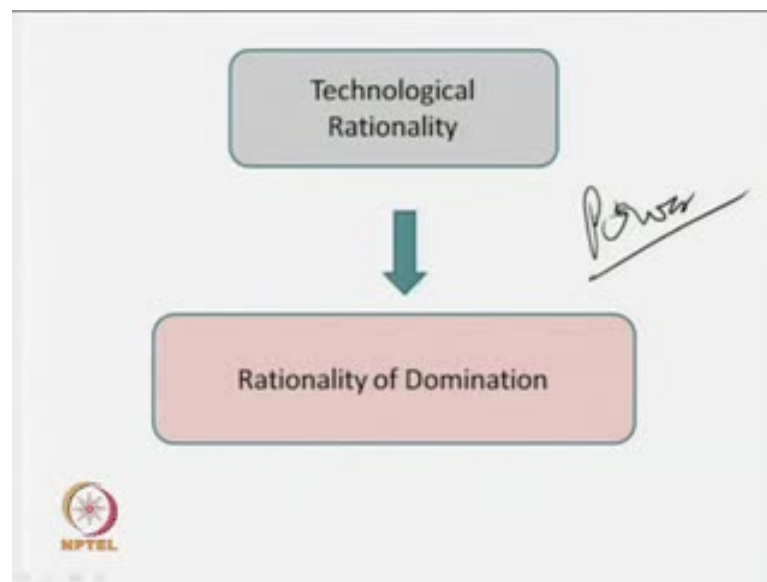 Technological
Rationality
Power
Rationality of Domination
NPTEL